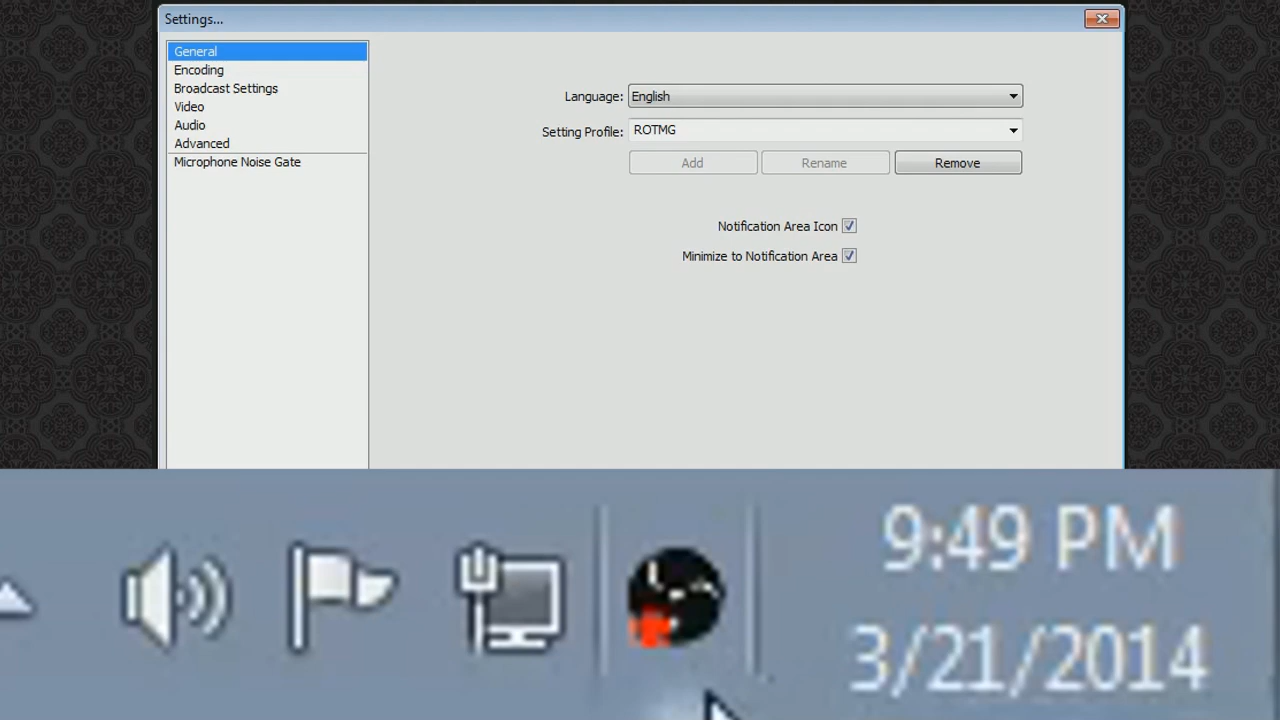 Settings...
General
Encoding
Broadcast Settings
Video
Audio
Advanced
Microphone Noise Gate
Language: English
Setting Profile: ROTMG
Add Rename Remove
Notification Area Icon
Minimize to Notification Area
9:49 PM
3/21/2014